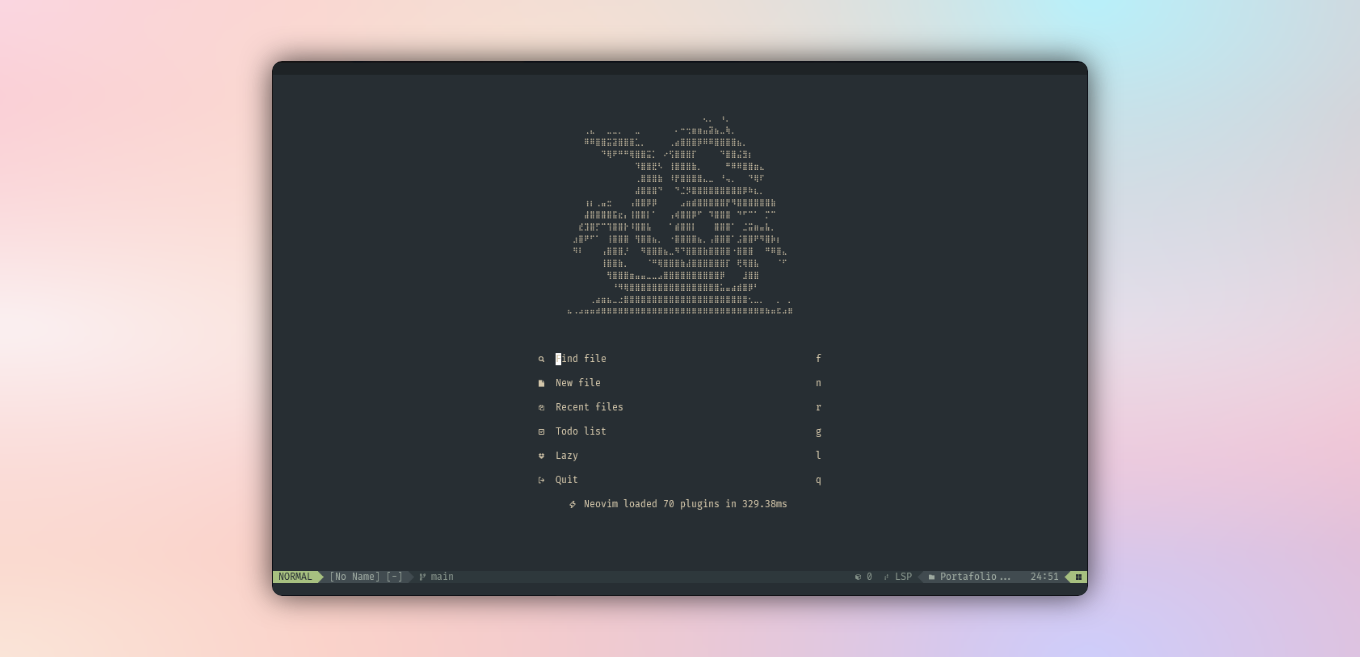 Find file f
New file n
Recent files r
Todo list g
Lazy l
Quit q
Neovim loaded 70 plugins in 329.38ms
NORMAL [No Name] [-] main 0 LSP Portafolio... 24:51